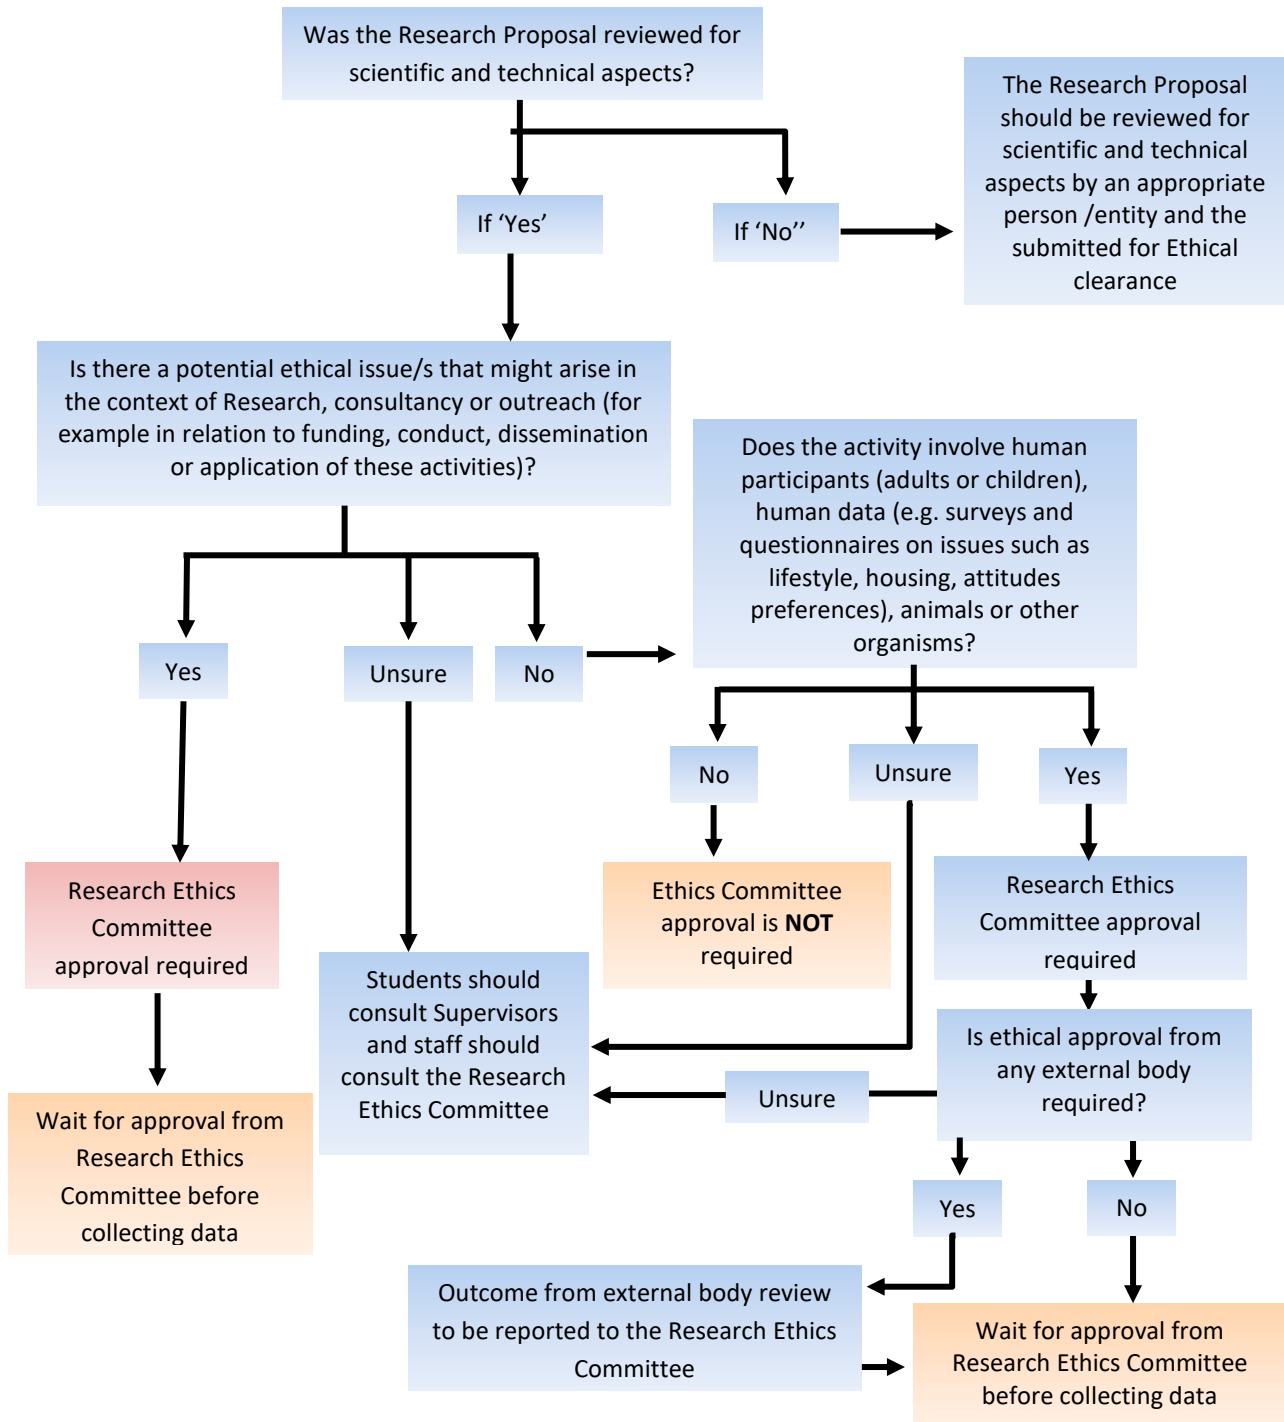 Was the Research Proposal reviewed for
scientific and technical aspects?
The Research Proposal
should be reviewed for
scientific and technical
aspects by an appropriate
person /entity and the
submitted for Ethical
clearance
If ‘Yes’
If ‘No’’
Is there a potential ethical issue/s that might arise in
the context of Research, consultancy or outreach (for
example in relation to funding, conduct, dissemination
or application of these activities)?
Does the activity involve human
participants (adults or children),
human data (e.g. surveys and
questionnaires on issues such as
lifestyle, housing, attitudes
preferences), animals or other
organisms?
Yes
Unsure
No
No
Unsure
Yes
Research Ethics
Committee
approval required
Ethics Committee
approval is NOT
required
Research Ethics
Committee approval
required
Students should
consult Supervisors
and staff should
consult the Research
Ethics Committee
Is ethical approval from
any external body
required?
Unsure
Wait for approval from
Research Ethics
Committee before
collecting data
Yes
No
Outcome from external body review
to be reported to the Research Ethics
Committee
Wait for approval from
Research Ethics Committee
before collecting data